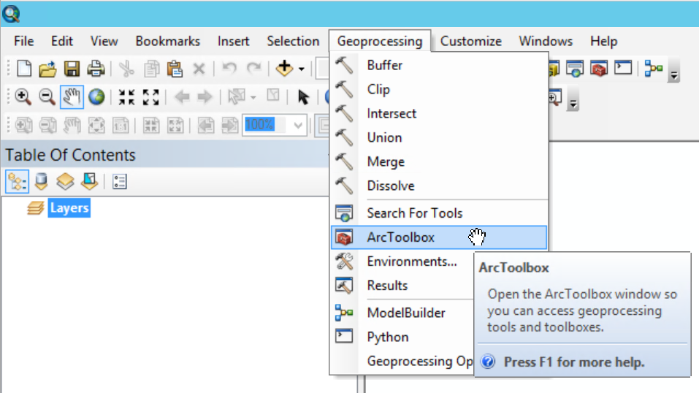 File Edit View Bookmarks Insert Selection Geoprocessing Customize Windows Help
Buffer
Clip
Intersect
100%
Union
Table Of Contents
Merge
Dissolve
Layers
Search For Tools
ArcToolbox
Environments...
Results
ModelBuilder
Python
Geoprocessing Op
ArcToolbox
Open the ArcToolbox window so
you can access geoprocessing
tools and toolboxes.
Press F1 for more help.